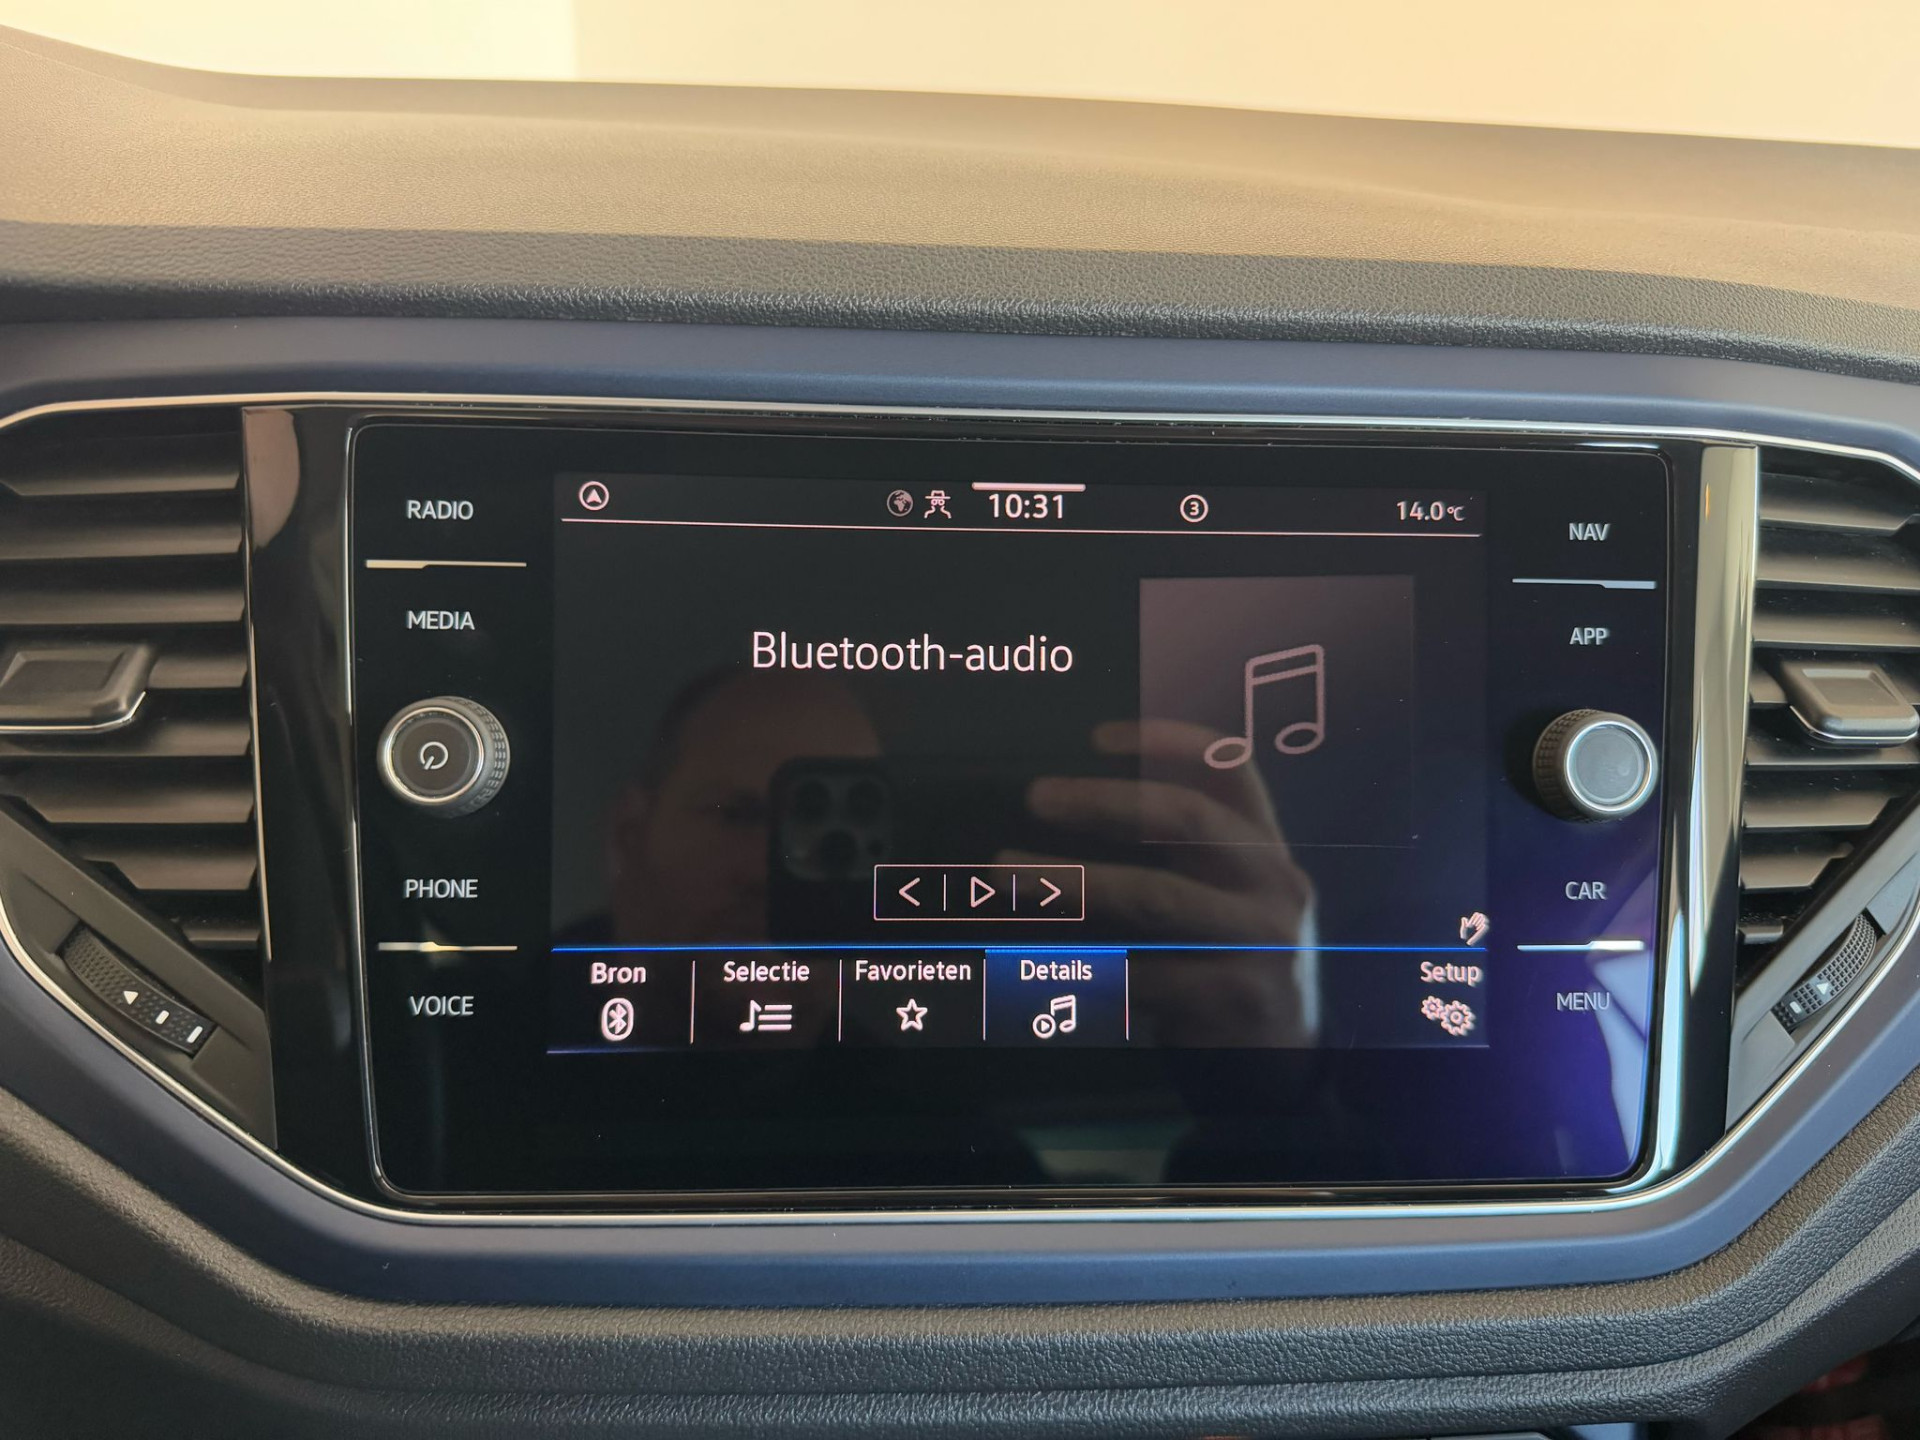 RADIO
MEDIA
PHONE
VOICE
10:31
3
14.0°C
Bluetooth-audio
Bron
Selectie
Favorieten
Details
Setup
NAV
APP
CAR
MENU